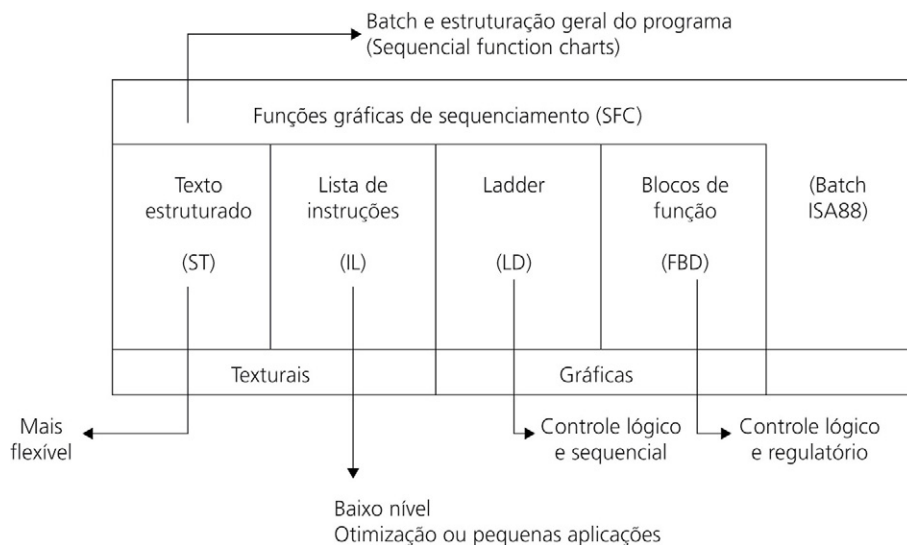 Batch e estruturação geral do programa
(Sequencial function charts)
Funções gráficas de sequenciamento (SFC)
Texto
estruturado
(ST)
Lista de
instruções
(IL)
Ladder
(LD)
Blocos de
função
(FBD)
(Batch
ISA88)
Texturais
Gráficas
Mais
flexível
Baixo nível
Otimização ou pequenas aplicações
Controle lógico
e sequencial
Controle lógico
e regulatório